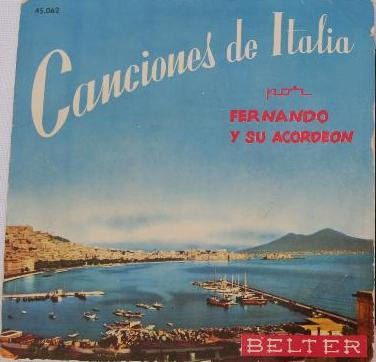 45.062
Canciones de Italia
por
FERNANDO
Y SU ACORDEON
BELTER